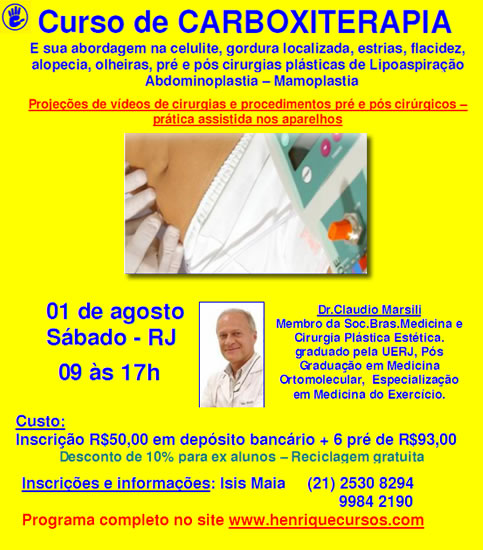 Curso de CARBOXITERAPIA
E sua abordagem na celulite, gordura localizada, estrias, flacidez,
alopecia, olheiras, pré e pós cirurgias plásticas de Lipoaspiração
Abdominoplastia – Mamoplastia
Projeções de vídeos de cirurgias e procedimentos pré e pós cirúrgicos –
prática assistida nos aparelhos
01 de agosto
Sábado - RJ
09 às 17h
Dr.Claudio Marsili
Membro da Soc.Bras.Medicina e
Cirurgia Plástica Estética.
graduado pela UERJ, Pós
Graduação em Medicina
Ortomolecular, Especialização
em Medicina do Exercício.
Custo:
Inscrição R$50,00 em depósito bancário + 6 pré de R$93,00
Desconto de 10% para ex alunos – Reciclagem gratuita
Inscrições e informações: Isis Maia (21) 2530 8294
9984 2190
Programa completo no site www.henriquecursos.com